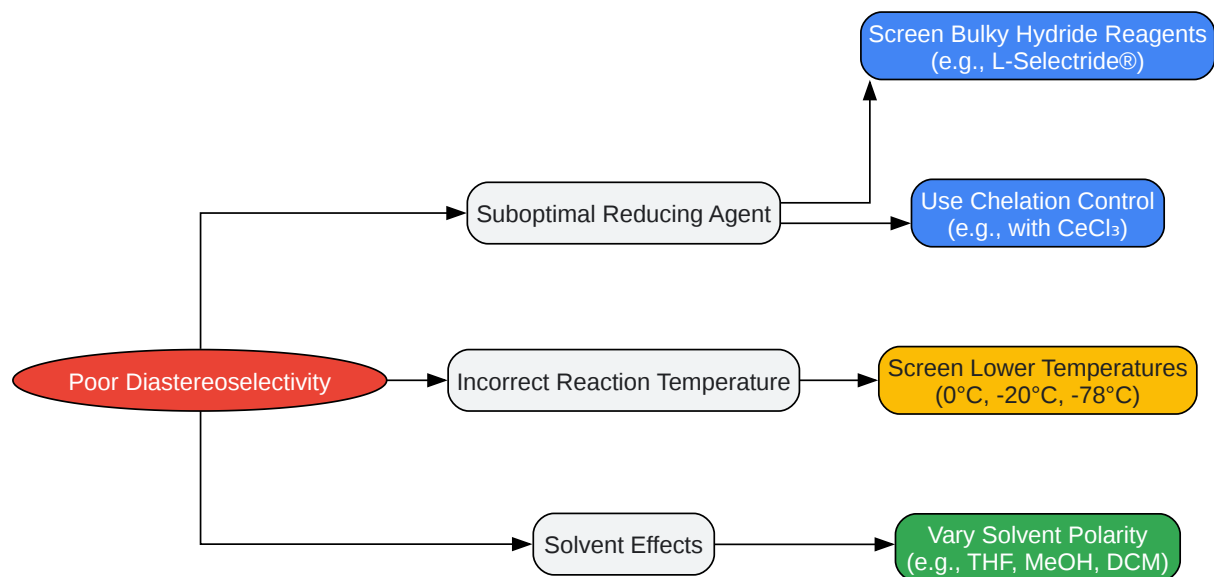 Screen Bulky Hydride Reagents
(e.g., L-Selectride®)
Suboptimal Reducing Agent
Use Chelation Control
(e.g., with CeCl₃)
Poor Diastereoselectivity
Incorrect Reaction Temperature
Screen Lower Temperatures
(0°C, -20°C, -78°C)
Solvent Effects
Vary Solvent Polarity
(e.g., THF, MeOH, DCM)